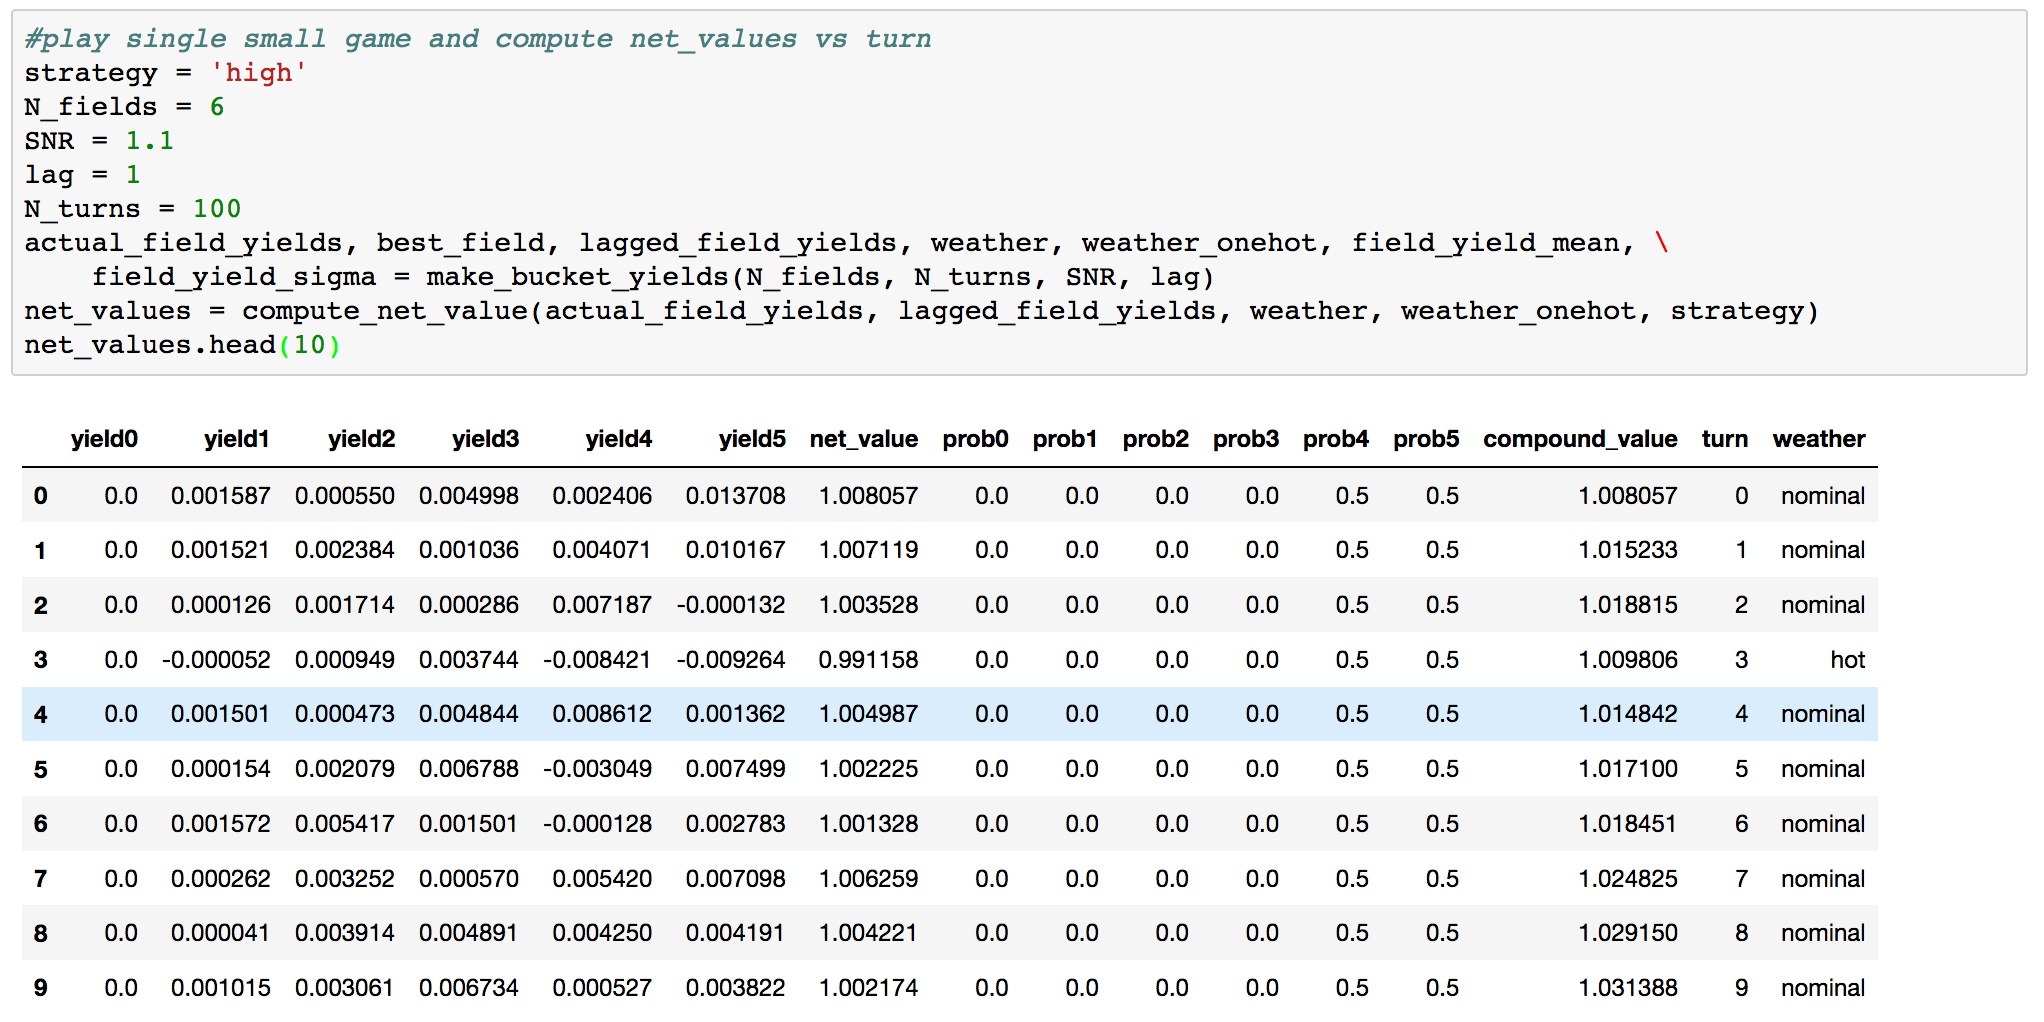 #play single small game and compute net_values vs turn
strategy = 'high'
N_fields = 6
SNR = 1.1
lag = 1
N_turns = 100
actual_field_yields, best_field, lagged_field_yields, weather, weather_onehot, field_yield_mean, \
    field_yield_sigma = make_bucket_yields(N_fields, N_turns, SNR, lag)
net_values = compute_net_value(actual_field_yields, lagged_field_yields, weather, weather_onehot, strategy)
net_values.head(10)
yield0 yield1 yield2 yield3 yield4 yield5 net_value prob0 prob1 prob2 prob3 prob4 prob5 compound_value turn weather
0 0.0 0.001587 0.000550 0.004998 0.002406 0.013708 1.008057 0.0 0.0 0.0 0.0 0.5 0.5 1.008057 0 nominal
1 0.0 0.001521 0.002384 0.001036 0.004071 0.010167 1.007119 0.0 0.0 0.0 0.0 0.5 0.5 1.015233 1 nominal
2 0.0 0.000126 0.001714 0.000286 0.007187 -0.000132 1.003528 0.0 0.0 0.0 0.0 0.5 0.5 1.018815 2 nominal
3 0.0 -0.000052 0.000949 0.003744 -0.008421 -0.009264 0.991158 0.0 0.0 0.0 0.0 0.5 0.5 1.009806 3 hot
4 0.0 0.001501 0.000473 0.004844 0.008612 0.001362 1.004987 0.0 0.0 0.0 0.0 0.5 0.5 1.014842 4 nominal
5 0.0 0.000154 0.002079 0.006788 -0.003049 0.007499 1.002225 0.0 0.0 0.0 0.0 0.5 0.5 1.017100 5 nominal
6 0.0 0.001572 0.005417 0.001501 -0.000128 0.002783 1.001328 0.0 0.0 0.0 0.0 0.5 0.5 1.018451 6 nominal
7 0.0 0.000262 0.003252 0.000570 0.005420 0.007098 1.006259 0.0 0.0 0.0 0.0 0.5 0.5 1.024825 7 nominal
8 0.0 0.000041 0.003914 0.004891 0.004250 0.004191 1.004221 0.0 0.0 0.0 0.0 0.5 0.5 1.029150 8 nominal
9 0.0 0.001015 0.003061 0.006734 0.000527 0.003822 1.002174 0.0 0.0 0.0 0.0 0.5 0.5 1.031388 9 nominal